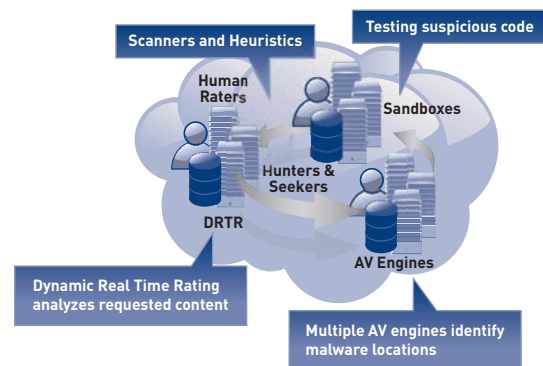 Testing suspicious code
Scanners and Heuristics
Human
Raters
Sandboxes
Hunters &
Seekers
DRTR
AV Engines
Dynamic Real Time Rating
analyzes requested content
Multiple AV engines identify
malware locations